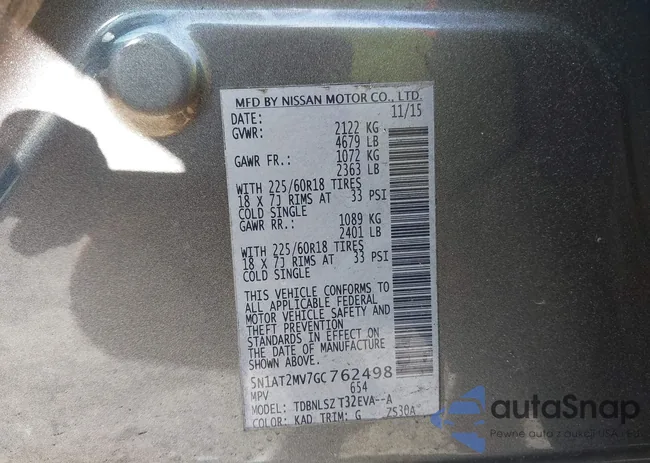 MFD BY NISSAN MOTOR CO., LTD.
DATE: 11/15
GVWR: 2122 KG
4679 LB
GAWR FR.: 1072 KG
2363 LB
WITH 225/60R18 TIRES
18 X 7J RIMS AT 33 PSI
COLD SINGLE
GAWR RR.: 1089 KG
2401 LB
WITH 225/60R18 TIRES
18 X 7J RIMS AT 33 PSI
COLD SINGLE
THIS VEHICLE CONFORMS TO
ALL APPLICABLE FEDERAL
MOTOR VEHICLE SAFETY AND
THEFT PREVENTION
STANDARDS IN EFFECT ON
THE DATE OF MANUFACTURE
SHOWN ABOVE.
5N1AT2MV7GC762498
MPV 654
MODEL: TDBNLSZ T32EVA--A
COLOR: KAD TRIM: G ZS30A
autoSnap
Pewne auto z aukcji USA